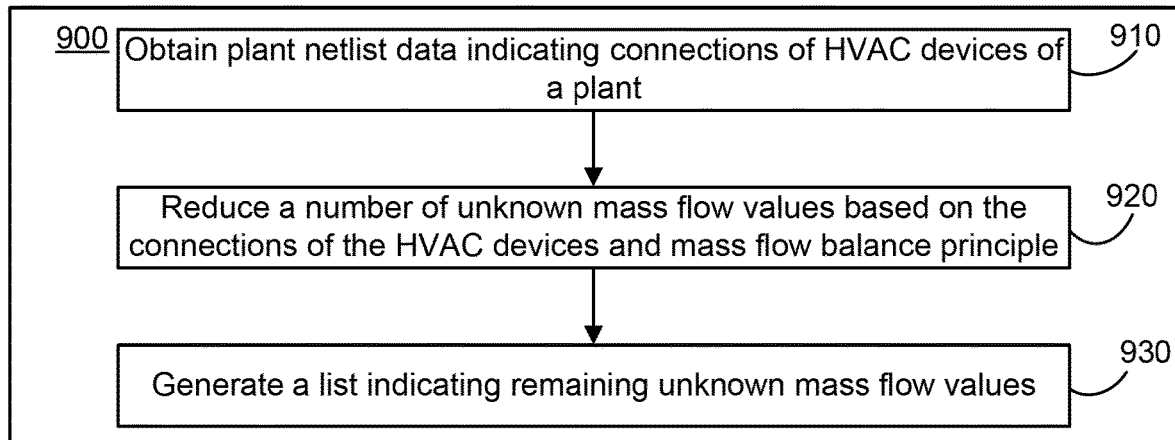 900
Obtain plant netlist data indicating connections of HVAC devices of
a plant
910
Reduce a number of unknown mass flow values based on the
connections of the HVAC devices and mass flow balance principle
920
Generate a list indicating remaining unknown mass flow values
930